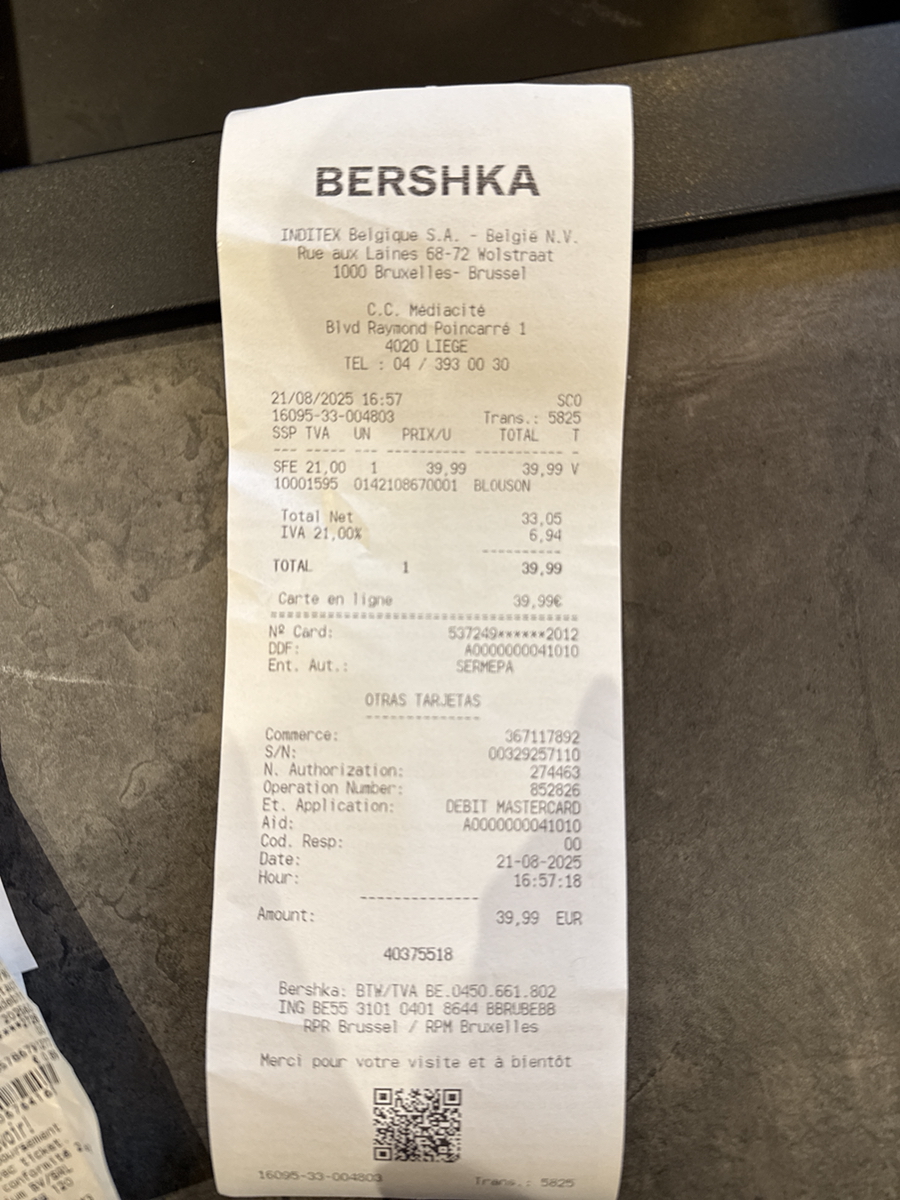 BERSHKA
INDITEX Belgique S.A. - België N.V.
Rue aux Laines 68-72 Wolstraat
1000 Bruxelles- Brussel
C.C. Médiacité
Blvd Raymond Poincarré 1
4020 LIEGE
TEL : 04 / 393 00 30
21/08/2025 16:57 SCO
16095-33-004803 Trans.: 5825
SSP TVA UN PRIX/U TOTAL T
--- ----- --- ---------- ----------- -
SFE 21,00 1 39,99 39,99 V
10001595 0142108670001 BLOUSON
Total Net 33,05
IVA 21,00% 6,94
----------
TOTAL 1 39,99
Carte en ligne 39,99€
======================================
Nº Card: 537249******2012
DDF: A0000000041010
Ent. Aut.: SERMEPA
OTRAS TARJETAS
--------------
Commerce: 367117892
S/N: 00329257110
N. Authorization: 274463
Operation Number: 852826
Et. Application: DEBIT MASTERCARD
Aid: A0000000041010
Cod. Resp: 00
Date: 21-08-2025
Hour: 16:57:18
--------------
Amount: 39,99 EUR
40375518
Bershka: BTW/TVA BE.0450.661.802
ING BE55 3101 0401 8644 BBRUBEBB
RPR Brussel / RPM Bruxelles
Merci pour votre visite et à bientôt
16095-33-004803 Trans.: 5825
ticket.
conformité
120